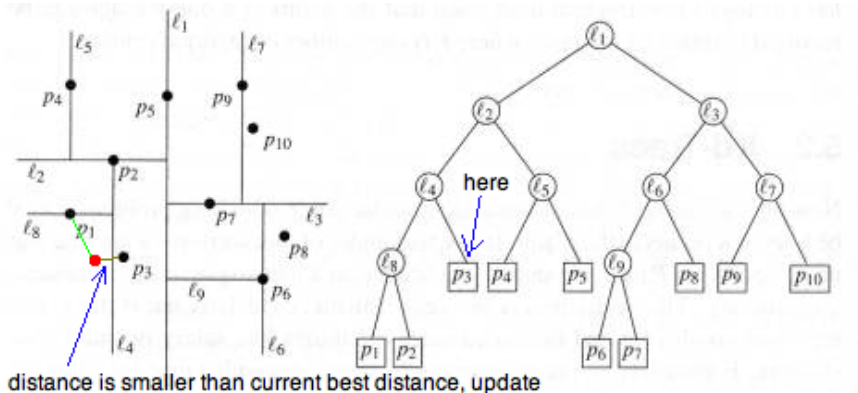 ℓ1
ℓ5
ℓ7
p4
p5
p9
p10
ℓ2
p2
p7
ℓ3
ℓ8
p1
p8
p3
ℓ9
p6
ℓ4
ℓ6
ℓ1
ℓ2
ℓ3
ℓ4
here
ℓ5
ℓ6
ℓ7
ℓ8
p3
p4
p5
ℓ9
p8
p9
p10
p1
p2
p6
p7
distance is smaller than current best distance, update